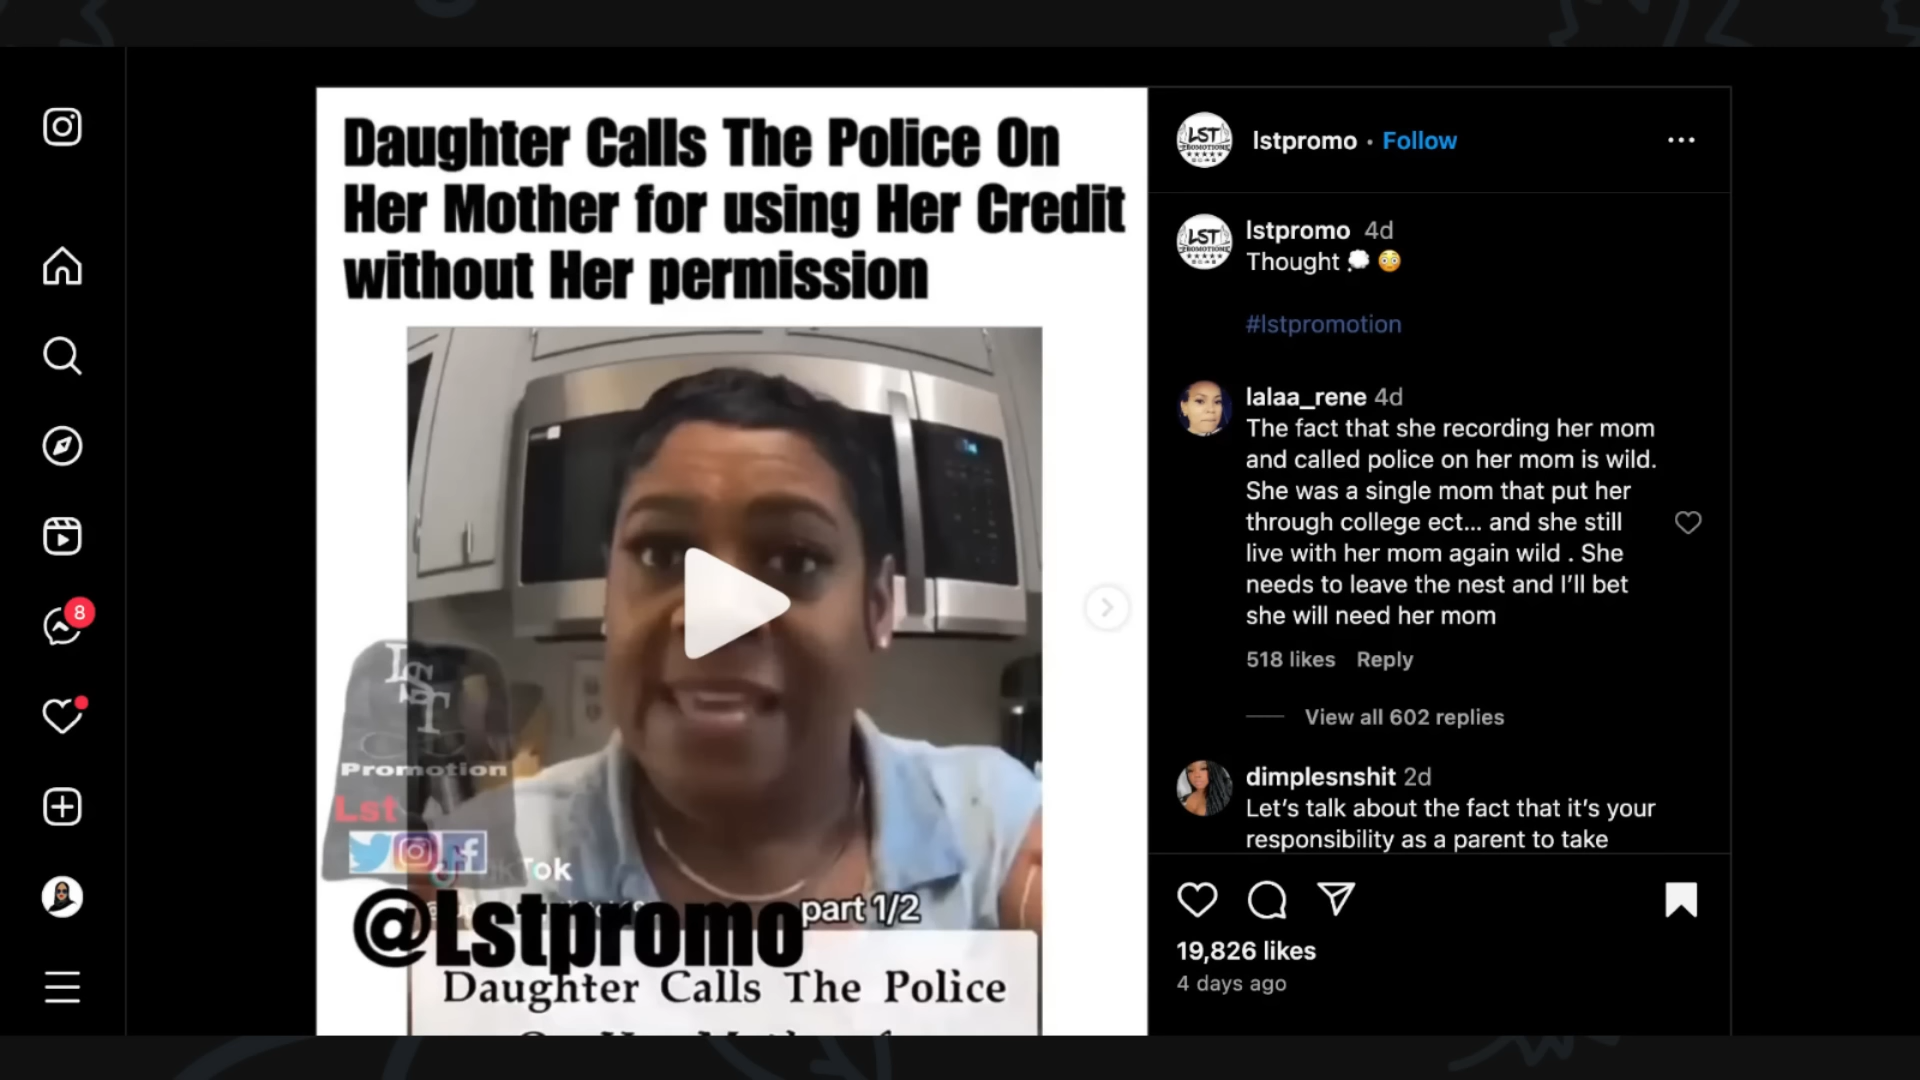 Daughter Calls The Police On
Her Mother for using Her Credit
without Her permission
LST
Promotion
Lst
Tok
@Lstpromo
part 1/2
Daughter Calls The Police
LST
PROMOTIONS
lstpromo • Follow
LST
PROMOTIONS
lstpromo 4d
Thought
#lstpromotion
lalaa_rene 4d
The fact that she recording her mom
and called police on her mom is wild.
She was a single mom that put her
through college ect... and she still
live with her mom again wild . She
needs to leave the nest and I'll bet
she will need her mom
518 likes Reply
View all 602 replies
dimplesnshit 2d
Let's talk about the fact that it's your
responsibility as a parent to take
19,826 likes
4 days ago
8